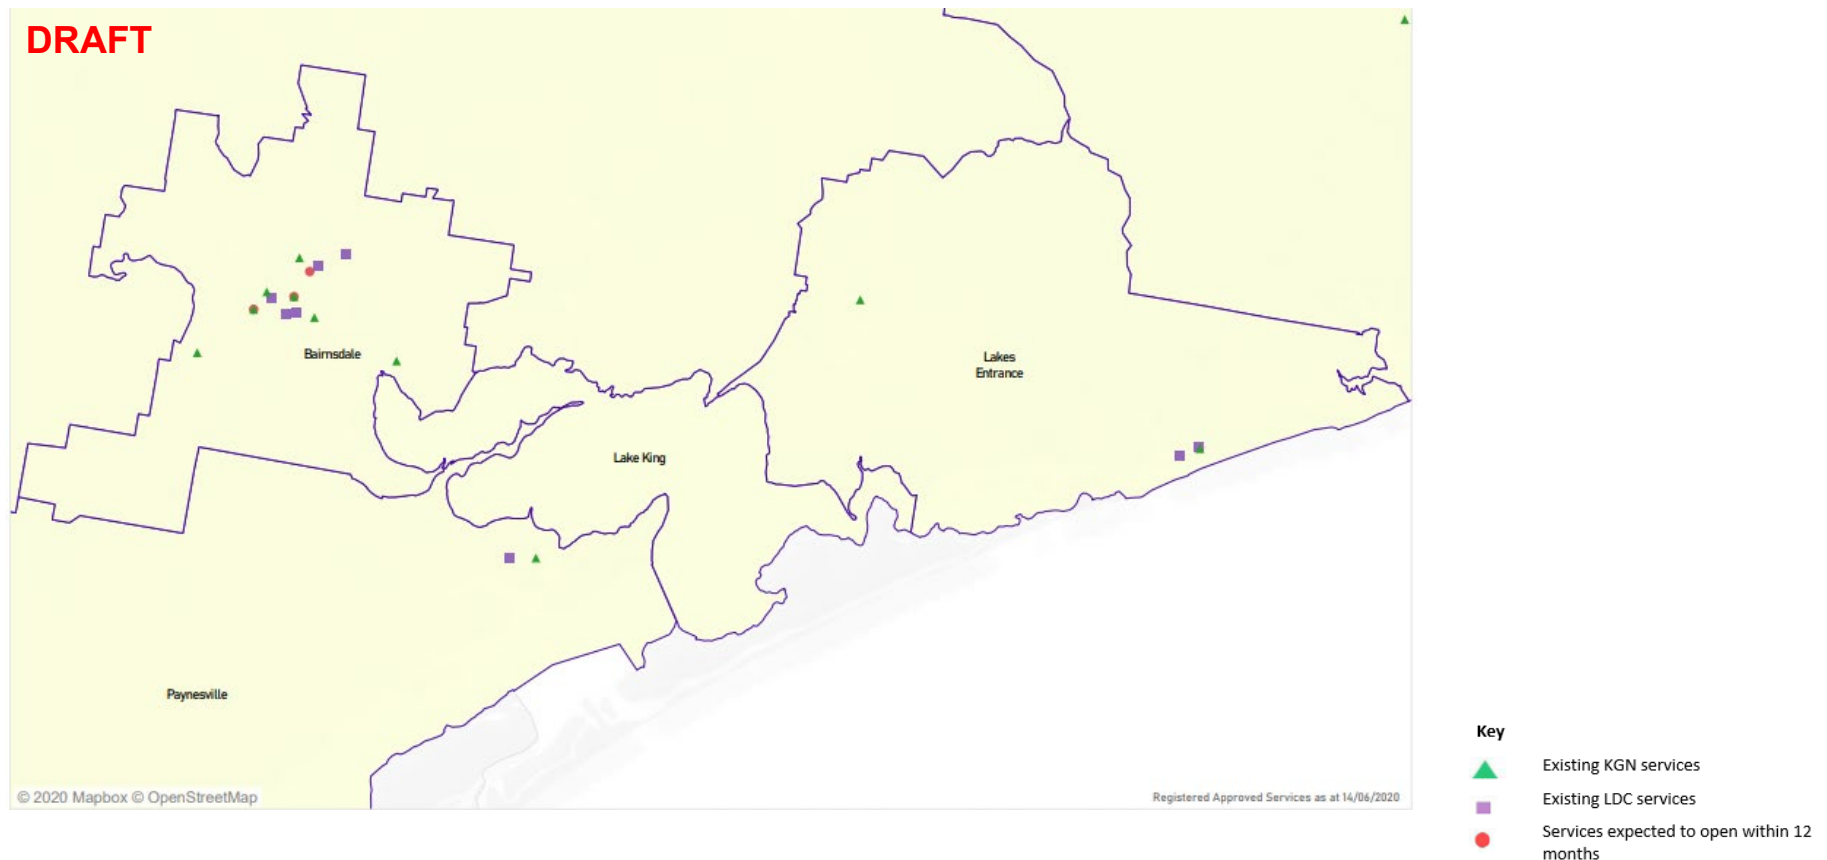 DRAFT
Bairnsdale
Lakes
Entrance
Lake King
Paynesville
© 2020 Mapbox © OpenStreetMap
Registered Approved Services as at 14/06/2020
Key
Existing KGN services
Existing LDC services
Services expected to open within 12
months